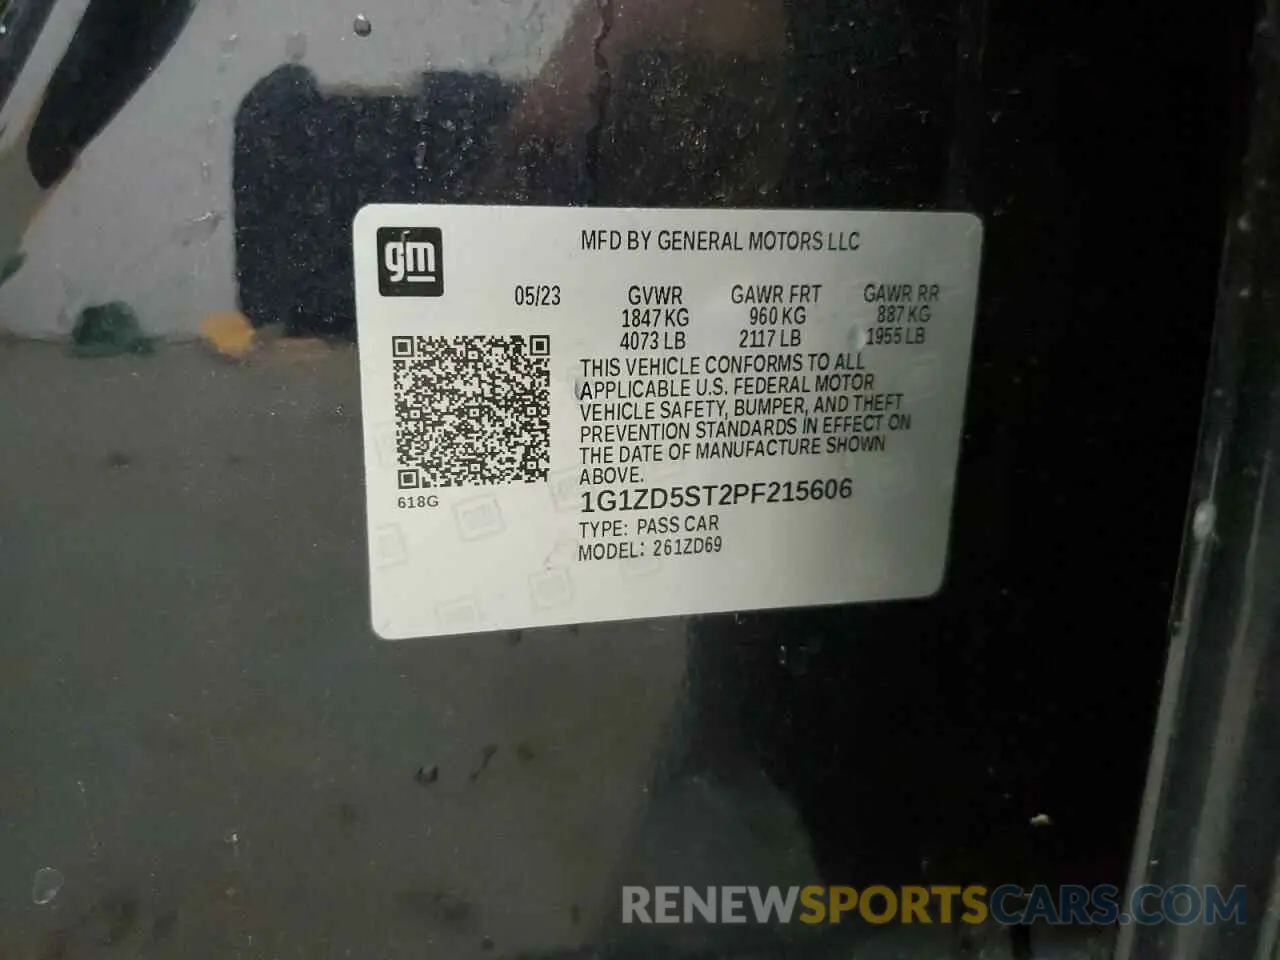 gm
MFD BY GENERAL MOTORS LLC
05/23 GVWR GAWR FRT GAWR RR
1847 KG 960 KG 887 KG
4073 LB 2117 LB 1955 LB
THIS VEHICLE CONFORMS TO ALL
APPLICABLE U.S. FEDERAL MOTOR
VEHICLE SAFETY, BUMPER, AND THEFT
PREVENTION STANDARDS IN EFFECT ON
THE DATE OF MANUFACTURE SHOWN
ABOVE.
618G
1G1ZD5ST2PF215606
TYPE: PASS CAR
MODEL: 261ZD69
RENEWSPORTSCARS.COM